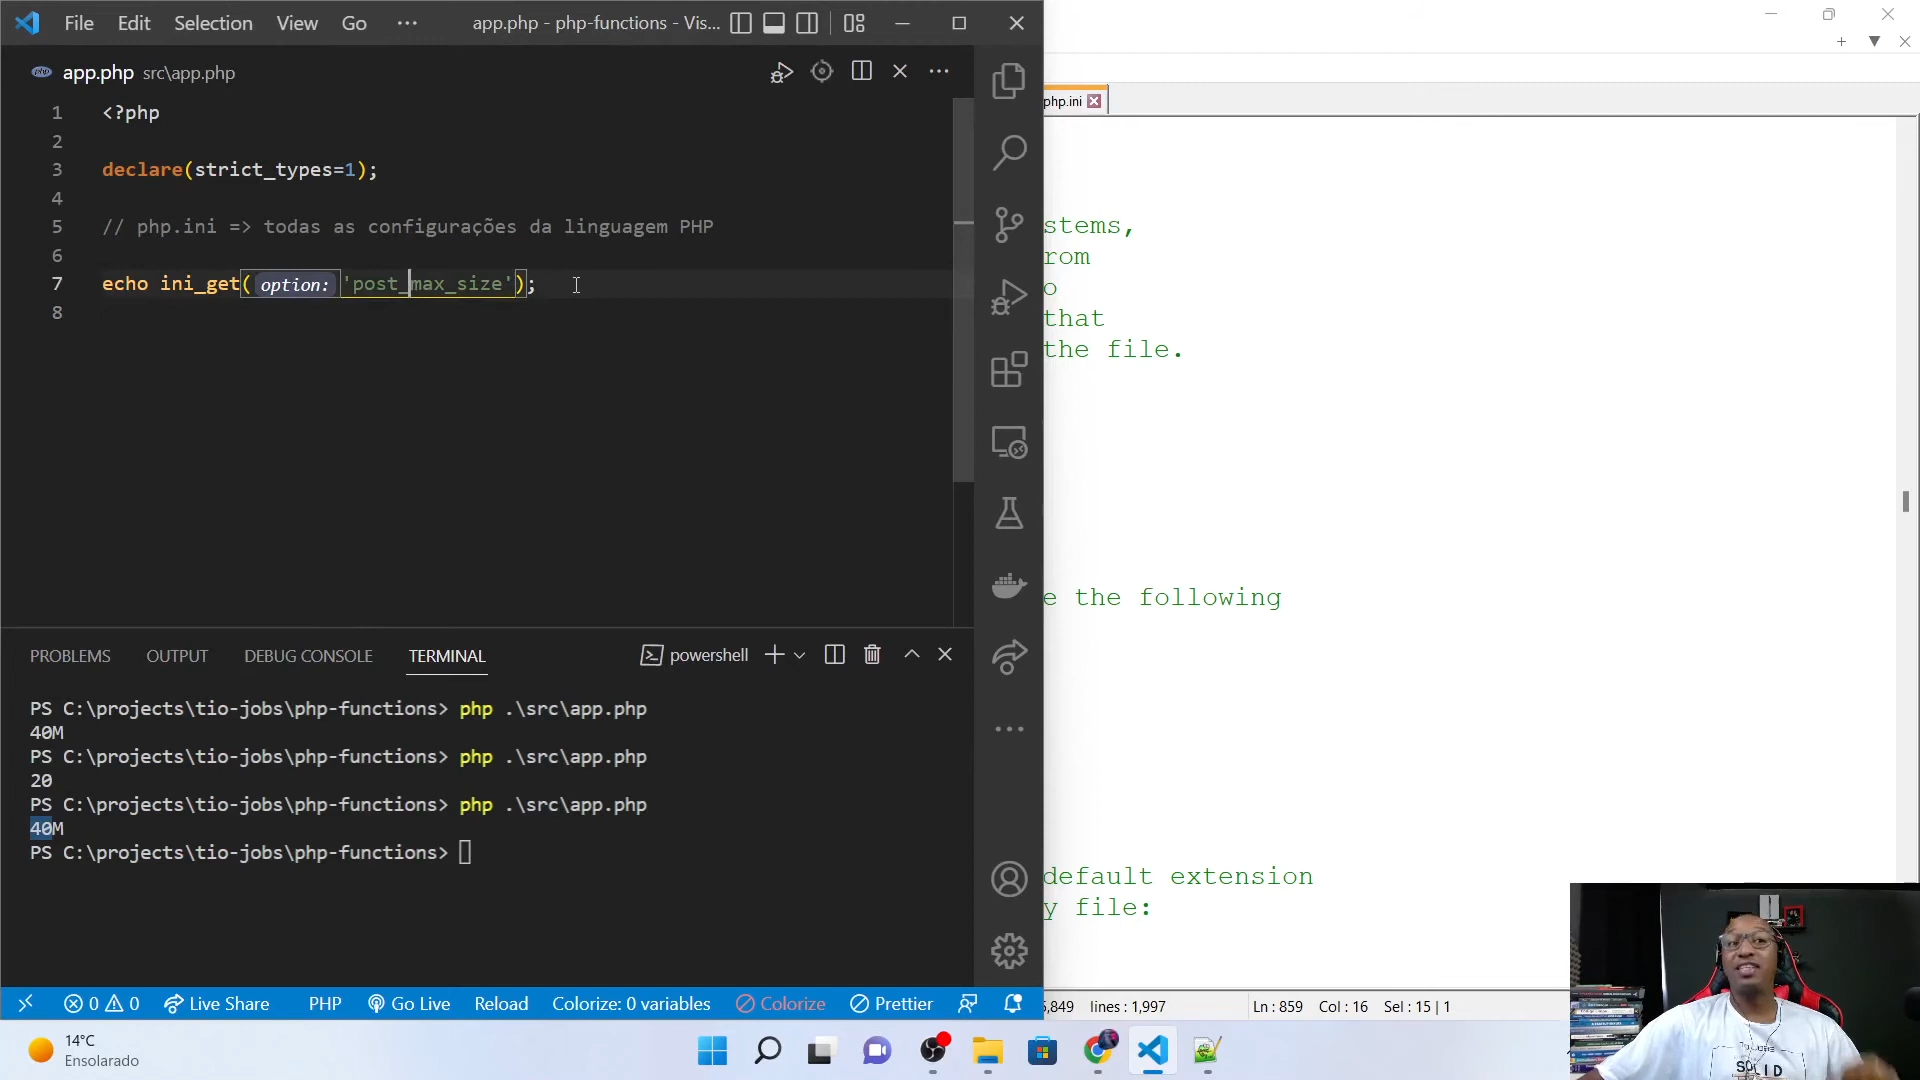 File Edit Selection View Go ··· app.php - php-functions - Vis...
app.php src\app.php
php.ini
1 <?php
2
3 declare(strict_types=1);
4
5 // php.ini => todas as configurações da linguagem PHP
6
7 echo ini_get(option: 'post_max_size');
8
stems,
rom
o
that
the file.
e the following
default extension
y file:
PROBLEMS OUTPUT DEBUG CONSOLE TERMINAL powershell
PS C:\projects\tio-jobs\php-functions> php .\src\app.php
40M
PS C:\projects\tio-jobs\php-functions> php .\src\app.php
20
PS C:\projects\tio-jobs\php-functions> php .\src\app.php
40M
PS C:\projects\tio-jobs\php-functions>
0 0 Live Share PHP Go Live Reload Colorize: 0 variables Colorize Prettier
5,849 lines : 1,997 Ln : 859 Col : 16 Sel : 15 | 1
14°C
Ensolarado
SOLID